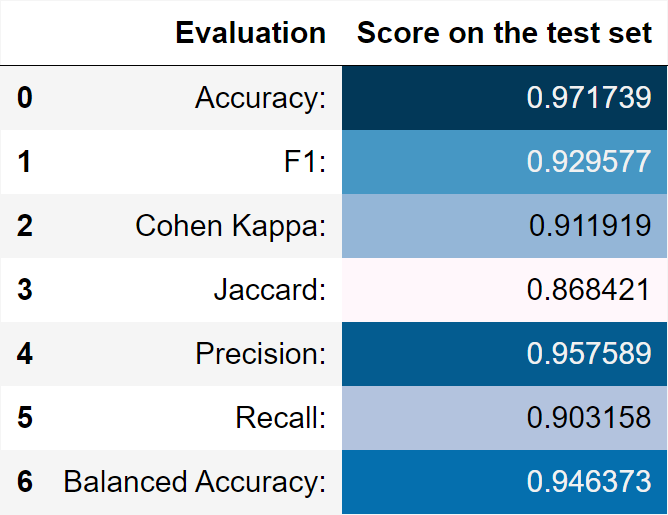 Evaluation Score on the test set
0 Accuracy: 0.971739
1 F1: 0.929577
2 Cohen Kappa: 0.911919
3 Jaccard: 0.868421
4 Precision: 0.957589
5 Recall: 0.903158
6 Balanced Accuracy: 0.946373